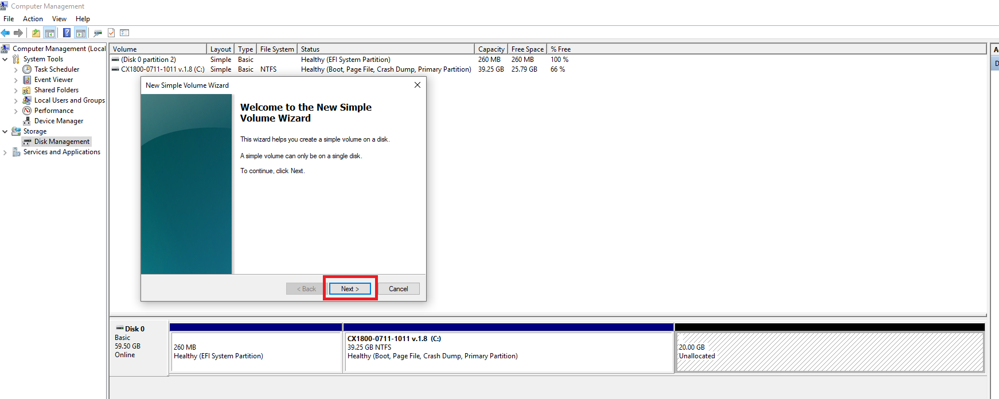 Computer Management
File Action View Help
Computer Management (Local
System Tools
Task Scheduler
Event Viewer
Shared Folders
Local Users and Groups
Performance
Device Manager
Storage
Disk Management
Services and Applications
Volume Layout Type File System Status Capacity Free Space % Free
(Disk 0 partition 2) Simple Basic Healthy (EFI System Partition) 260 MB 260 MB 100 %
CX1800-0711-1011 v.1.8 (C:) Simple Basic NTFS Healthy (Boot, Page File, Crash Dump, Primary Partition) 39.25 GB 25.79 GB 66 %
New Simple Volume Wizard
Welcome to the New Simple
Volume Wizard
This wizard helps you create a simple volume on a disk.
A simple volume can only be on a single disk.
To continue, click Next.
< Back Next > Cancel
Disk 0
Basic
59.50 GB
Online
260 MB
Healthy (EFI System Partition)
CX1800-0711-1011 v.1.8 (C:)
39.25 GB NTFS
Healthy (Boot, Page File, Crash Dump, Primary Partition)
20.00 GB
Unallocated